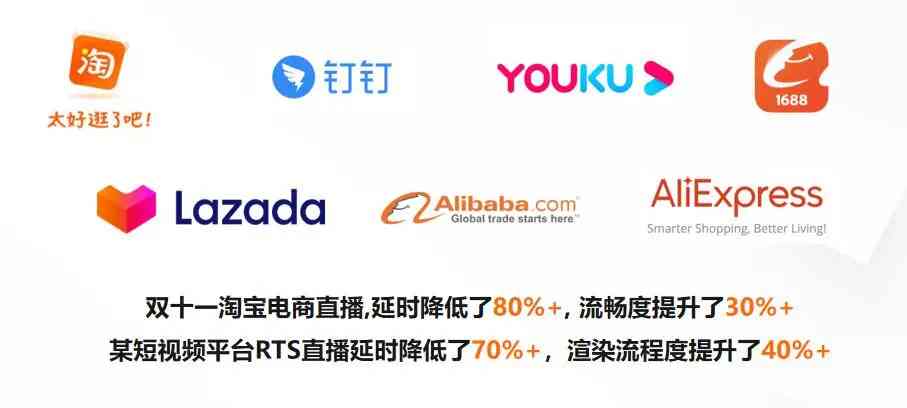 淘
太好逛了吧!
钉钉
YOUKU
1688
Lazada
Alibaba.com
Global trade starts here™
AliExpress
Smarter Shopping, Better Living!
双十一淘宝电商直播,延时降低了80%+, 流畅度提升了30%+
某短视频平台RTS直播延时降低了70%+, 渲染流程度提升了40%+